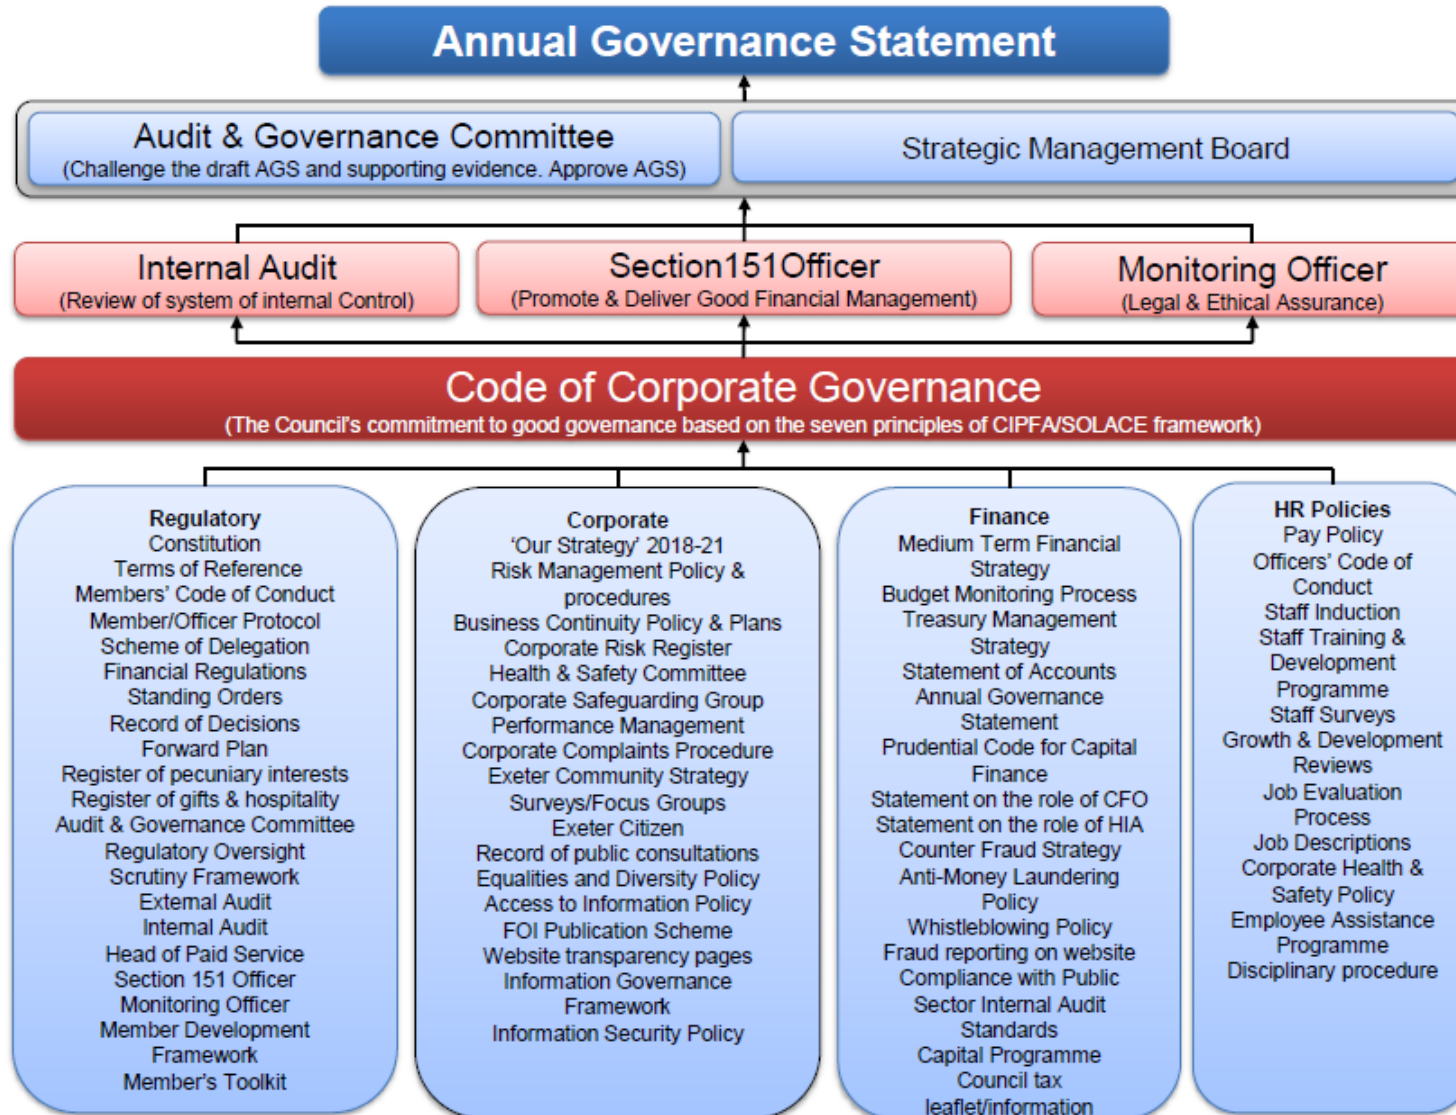 Annual Governance Statement
Audit & Governance Committee
(Challenge the draft AGS and supporting evidence. Approve AGS)
Strategic Management Board
Internal Audit
(Review of system of internal Control)
Section151Officer
(Promote & Deliver Good Financial Management)
Monitoring Officer
(Legal & Ethical Assurance)
Code of Corporate Governance
(The Council's commitment to good governance based on the seven principles of CIPFA/SOLACE framework)
Regulatory
Constitution
Terms of Reference
Members' Code of Conduct
Member/Officer Protocol
Scheme of Delegation
Financial Regulations
Standing Orders
Record of Decisions
Forward Plan
Register of pecuniary interests
Register of gifts & hospitality
Audit & Governance Committee
Regulatory Oversight
Scrutiny Framework
External Audit
Internal Audit
Head of Paid Service
Section 151 Officer
Monitoring Officer
Member Development
Framework
Member's Toolkit
Corporate
'Our Strategy' 2018-21
Risk Management Policy &
procedures
Business Continuity Policy & Plans
Corporate Risk Register
Health & Safety Committee
Corporate Safeguarding Group
Performance Management
Corporate Complaints Procedure
Exeter Community Strategy
Surveys/Focus Groups
Exeter Citizen
Record of public consultations
Equalities and Diversity Policy
Access to Information Policy
FOI Publication Scheme
Website transparency pages
Information Governance
Framework
Information Security Policy
Finance
Medium Term Financial
Strategy
Budget Monitoring Process
Treasury Management
Strategy
Statement of Accounts
Annual Governance
Statement
Prudential Code for Capital
Finance
Statement on the role of CFO
Statement on the role of HIA
Counter Fraud Strategy
Anti-Money Laundering
Policy
Whistleblowing Policy
Fraud reporting on website
Compliance with Public
Sector Internal Audit
Standards
Capital Programme
Council tax
leaflet/information
HR Policies
Pay Policy
Officers' Code of
Conduct
Staff Induction
Staff Training &
Development
Programme
Staff Surveys
Growth & Development
Reviews
Job Evaluation
Process
Job Descriptions
Corporate Health &
Safety Policy
Employee Assistance
Programme
Disciplinary procedure